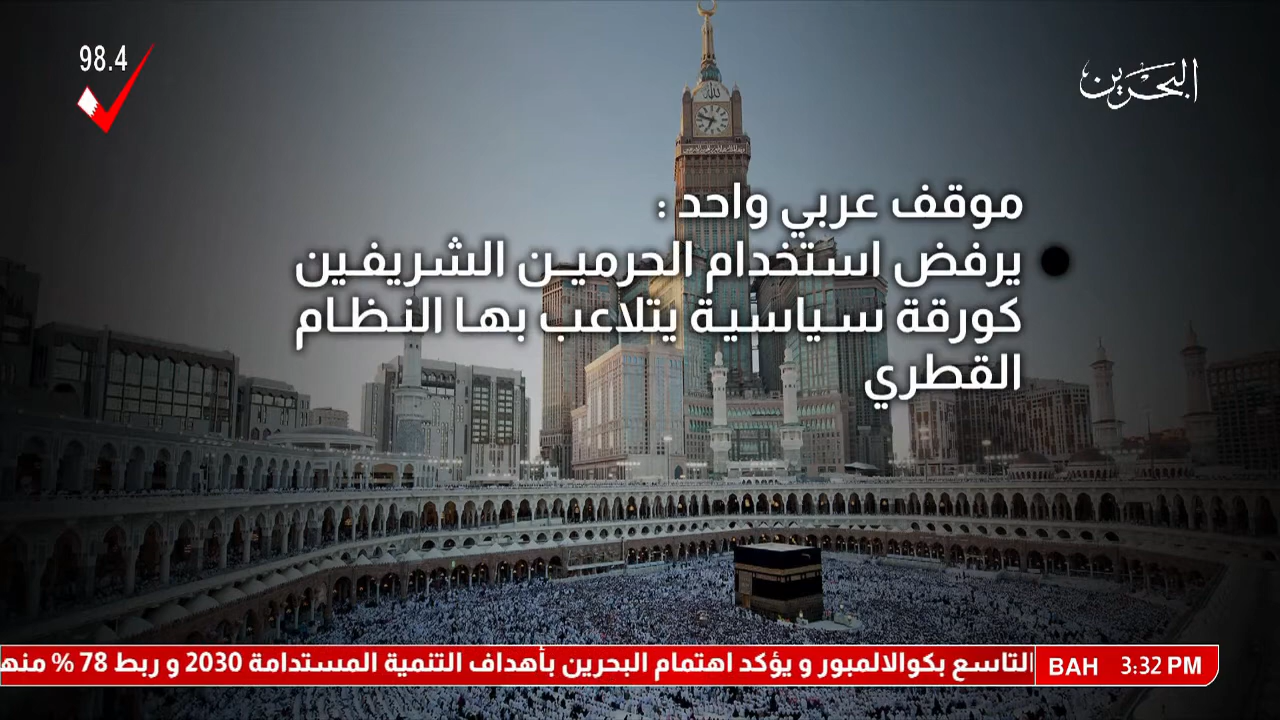 98.4
البحرين
موقف عربي واحد :
يرفض استخدام الحرمين الشريفين
كورقة سياسية يتلاعب بها النظام
القطري
التاسع بكوالالمبور و يؤكد اهتمام البحرين بأهداف التنمية المستدامة 2030 و ربط 78 % منه
BAH 3:32 PM